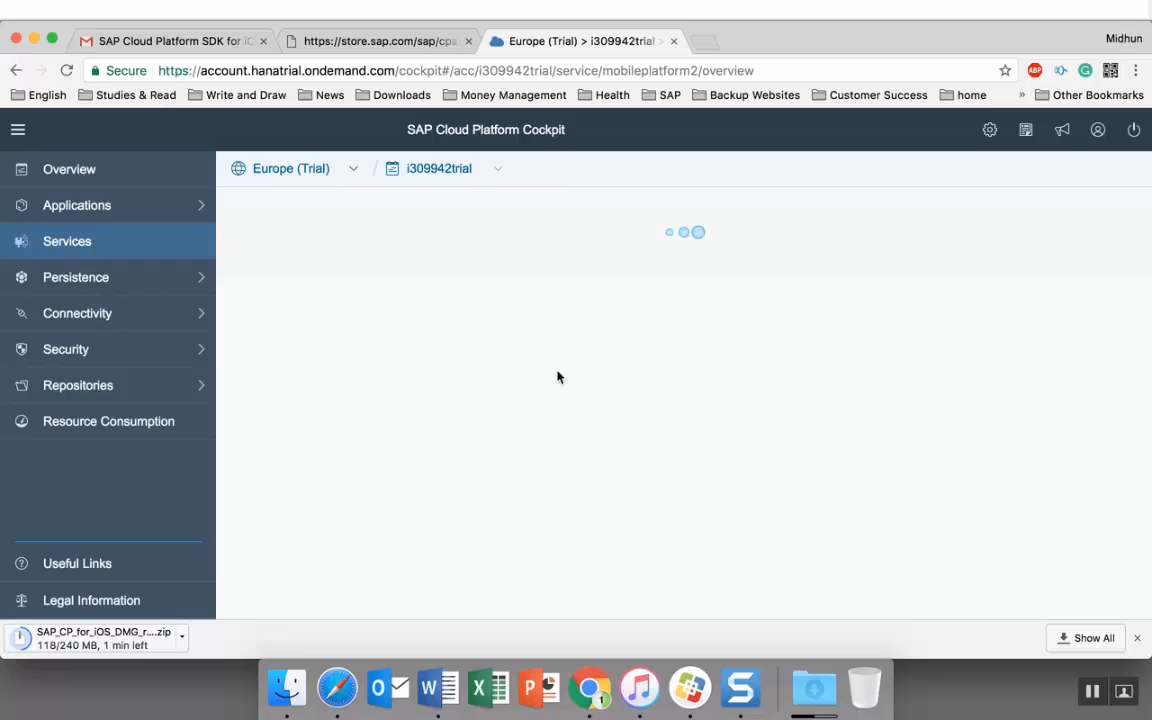 SAP Cloud Platform SDK for iO
https://store.sap.com/sap/cpa
Europe (Trial) > i309942trial
Midhun
Secure https://account.hanatrial.ondemand.com/cockpit#/acc/i309942trial/service/mobileplatform2/overview
ABP
English Studies & Read Write and Draw News Downloads Money Management Health SAP Backup Websites Customer Success home » Other Bookmarks
SAP Cloud Platform Cockpit
Overview
Europe (Trial) / i309942trial
Applications
Services
Persistence
Connectivity
Security
Repositories
Resource Consumption
Useful Links
Legal Information
SAP_CP_for_iOS_DMG_r....zip
118/240 MB, 1 min left
Show All